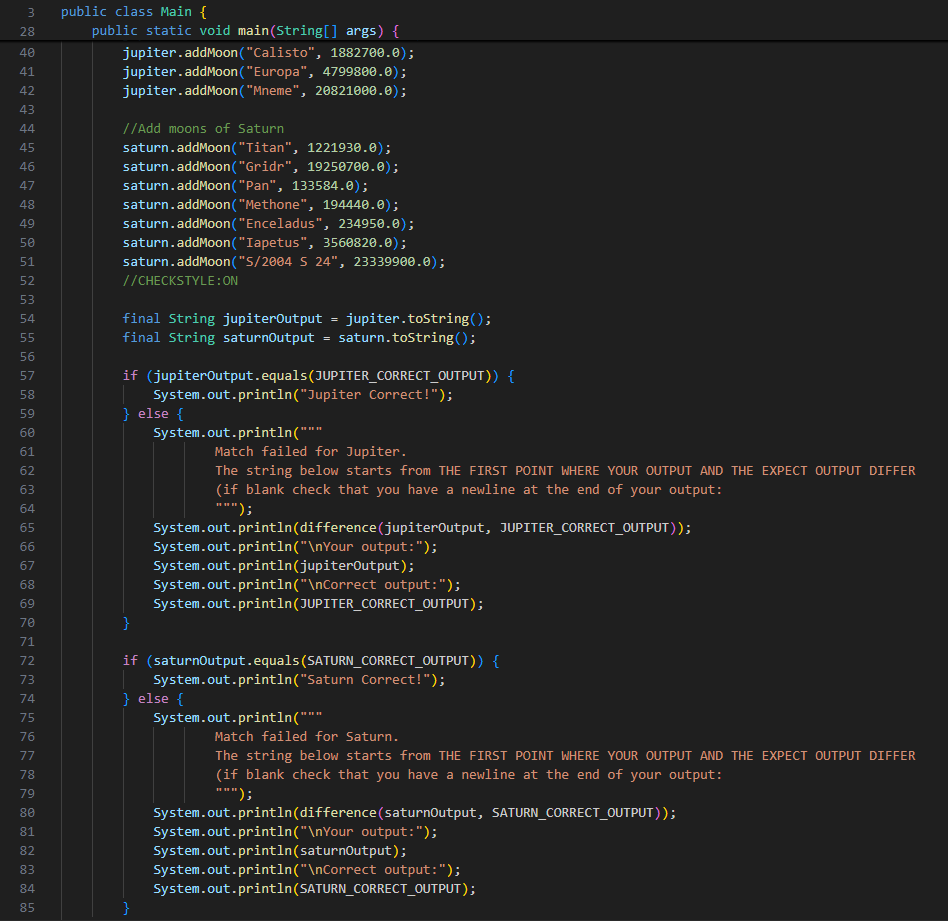 3 public class Main {
28     public static void main(String[] args) {
40         jupiter.addMoon("Calisto", 1882700.0);
41         jupiter.addMoon("Europa", 4799800.0);
42         jupiter.addMoon("Mneme", 20821000.0);
43
44         //Add moons of Saturn
45         saturn.addMoon("Titan", 1221930.0);
46         saturn.addMoon("Gridr", 19250700.0);
47         saturn.addMoon("Pan", 133584.0);
48         saturn.addMoon("Methone", 194440.0);
49         saturn.addMoon("Enceladus", 234950.0);
50         saturn.addMoon("Iapetus", 3560820.0);
51         saturn.addMoon("S/2004 S 24", 23339900.0);
52         //CHECKSTYLE:ON
53
54         final String jupiterOutput = jupiter.toString();
55         final String saturnOutput = saturn.toString();
56
57         if (jupiterOutput.equals(JUPITER_CORRECT_OUTPUT)) {
58             System.out.println("Jupiter Correct!");
59         } else {
60             System.out.println("""
61                     Match failed for Jupiter.
62                     The string below starts from THE FIRST POINT WHERE YOUR OUTPUT AND THE EXPECT OUTPUT DIFFER
63                     (if blank check that you have a newline at the end of your output:
64                     """);
65             System.out.println(difference(jupiterOutput, JUPITER_CORRECT_OUTPUT));
66             System.out.println("\nYour output:");
67             System.out.println(jupiterOutput);
68             System.out.println("\nCorrect output:");
69             System.out.println(JUPITER_CORRECT_OUTPUT);
70         }
71
72         if (saturnOutput.equals(SATURN_CORRECT_OUTPUT)) {
73             System.out.println("Saturn Correct!");
74         } else {
75             System.out.println("""
76                     Match failed for Saturn.
77                     The string below starts from THE FIRST POINT WHERE YOUR OUTPUT AND THE EXPECT OUTPUT DIFFER
78                     (if blank check that you have a newline at the end of your output:
79                     """);
80             System.out.println(difference(saturnOutput, SATURN_CORRECT_OUTPUT));
81             System.out.println("\nYour output:");
82             System.out.println(saturnOutput);
83             System.out.println("\nCorrect output:");
84             System.out.println(SATURN_CORRECT_OUTPUT);
85         }